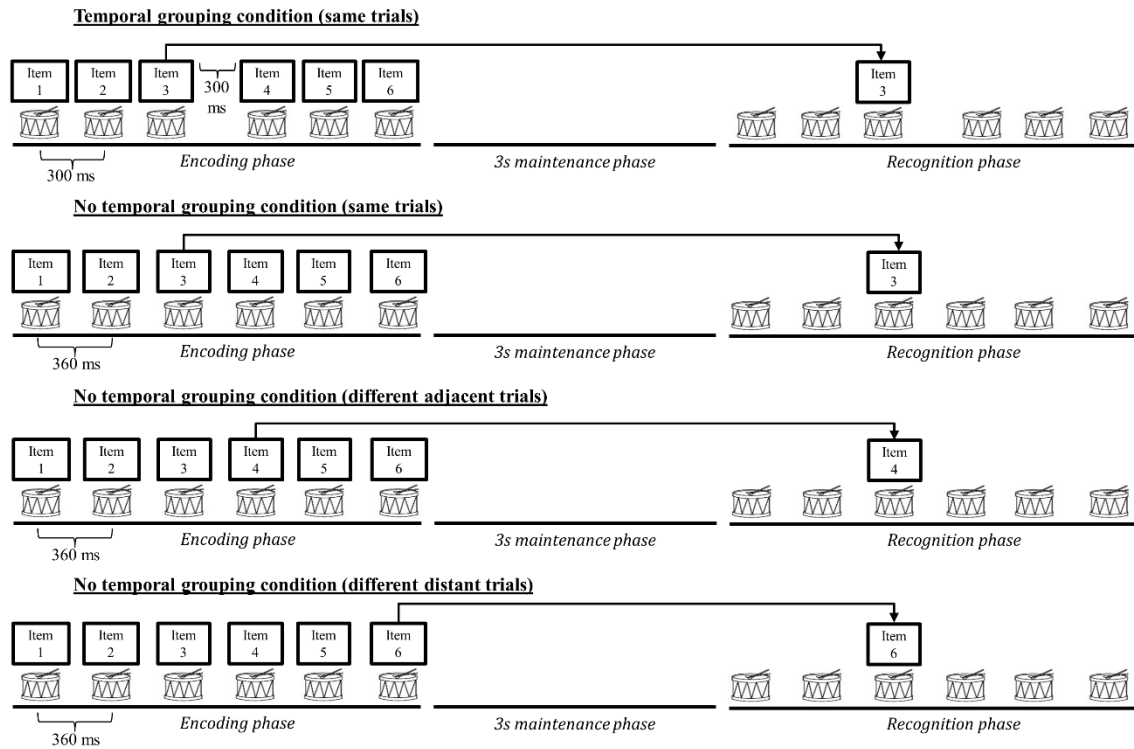 Temporal grouping condition (same trials)
Item 1 Item 2 Item 3 300 ms Item 4 Item 5 Item 6 Item 3
300 ms
Encoding phase 3s maintenance phase Recognition phase
No temporal grouping condition (same trials)
Item 1 Item 2 Item 3 Item 4 Item 5 Item 6 Item 3
360 ms
Encoding phase 3s maintenance phase Recognition phase
No temporal grouping condition (different adjacent trials)
Item 1 Item 2 Item 3 Item 4 Item 5 Item 6 Item 4
360 ms
Encoding phase 3s maintenance phase Recognition phase
No temporal grouping condition (different distant trials)
Item 1 Item 2 Item 3 Item 4 Item 5 Item 6 Item 6
360 ms
Encoding phase 3s maintenance phase Recognition phase